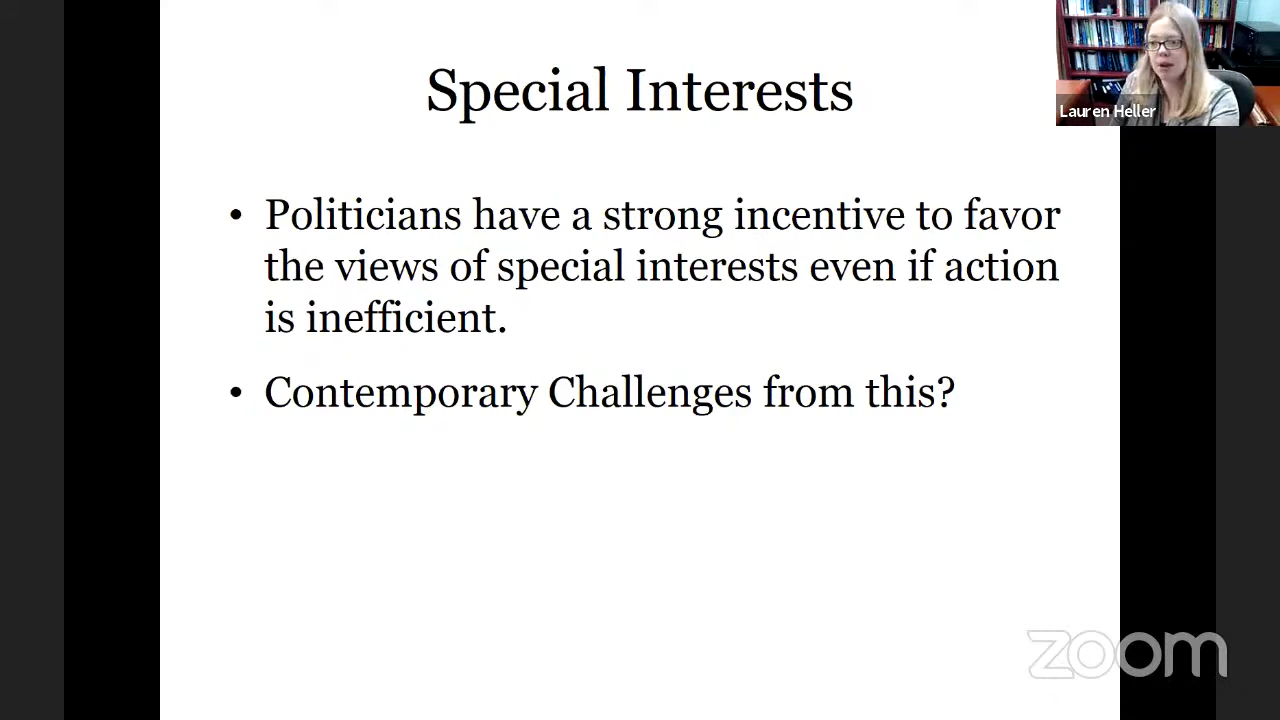 Special Interests
Lauren Heller
• Politicians have a strong incentive to favor
the views of special interests even if action
is inefficient.
• Contemporary Challenges from this?
zoom